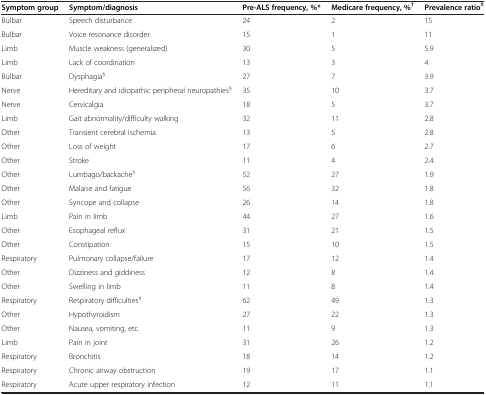 Symptom group Symptom/diagnosis Pre-ALS frequency, %* Medicare frequency, %† Prevalence ratio‡
Bulbar Speech disturbance 24 2 15
Bulbar Voice resonance disorder 15 1 11
Limb Muscle weakness (generalized) 30 5 5.9
Limb Lack of coordination 13 3 4
Bulbar Dysphagia§ 27 7 3.9
Nerve Hereditary and idiopathic peripheral neuropathies§ 35 10 3.7
Nerve Cervicalgia 18 5 3.7
Limb Gait abnormality/difficulty walking 32 11 2.8
Other Transient cerebral ischemia 13 5 2.8
Other Loss of weight 17 6 2.7
Other Stroke 11 4 2.4
Other Lumbago/backache§ 52 27 1.9
Other Malaise and fatigue 56 32 1.8
Other Syncope and collapse 26 14 1.8
Limb Pain in limb 44 27 1.6
Other Esophageal reflux 31 21 1.5
Other Constipation 15 10 1.5
Respiratory Pulmonary collapse/failure 17 12 1.4
Other Dizziness and giddiness 12 8 1.4
Other Swelling in limb 11 8 1.4
Respiratory Respiratory difficulties§ 62 49 1.3
Other Hypothyroidism 27 22 1.3
Other Nausea, vomiting, etc. 11 9 1.3
Limb Pain in joint 31 26 1.2
Respiratory Bronchitis 18 14 1.2
Respiratory Chronic airway obstruction 19 17 1.1
Respiratory Acute upper respiratory infection 12 11 1.1